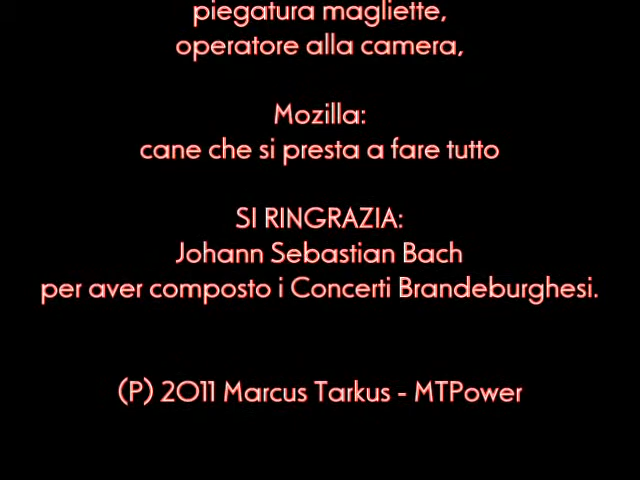 piegatura magliette,
operatore alla camera,
Mozilla:
cane che si presta a fare tutto
SI RINGRAZIA:
Johann Sebastian Bach
per aver composto i Concerti Brandeburghesi.
(P) 2011 Marcus Tarkus - MTPower